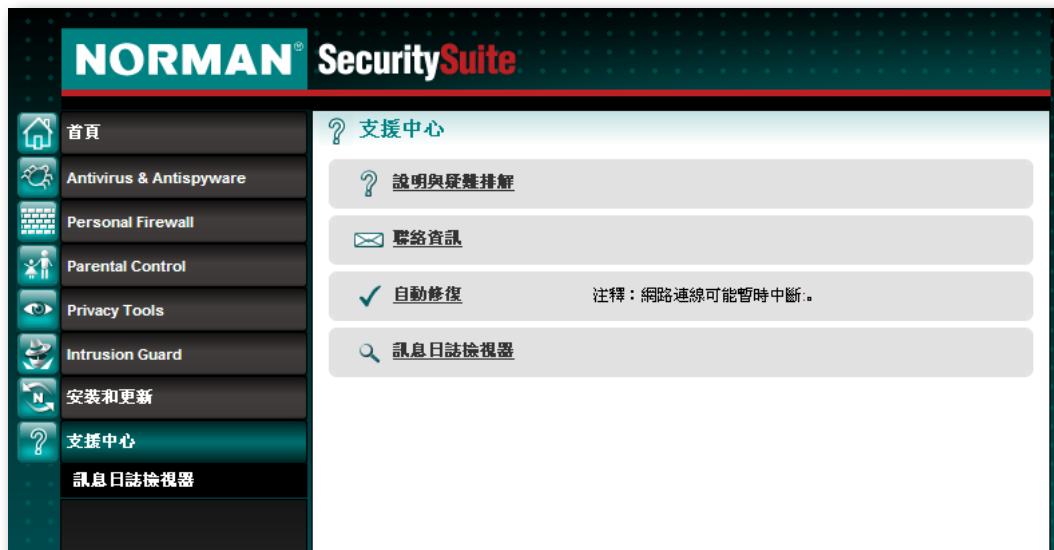 NORMAN® SecuritySuite
首頁
Antivirus & Antispyware
Personal Firewall
Parental Control
Privacy Tools
Intrusion Guard
安裝和更新
支援中心
訊息日誌檢視器
支援中心
說明與疑難排解
聯絡資訊
自動修復 注釋：網路連線可能暫時中斷:。
訊息日誌檢視器